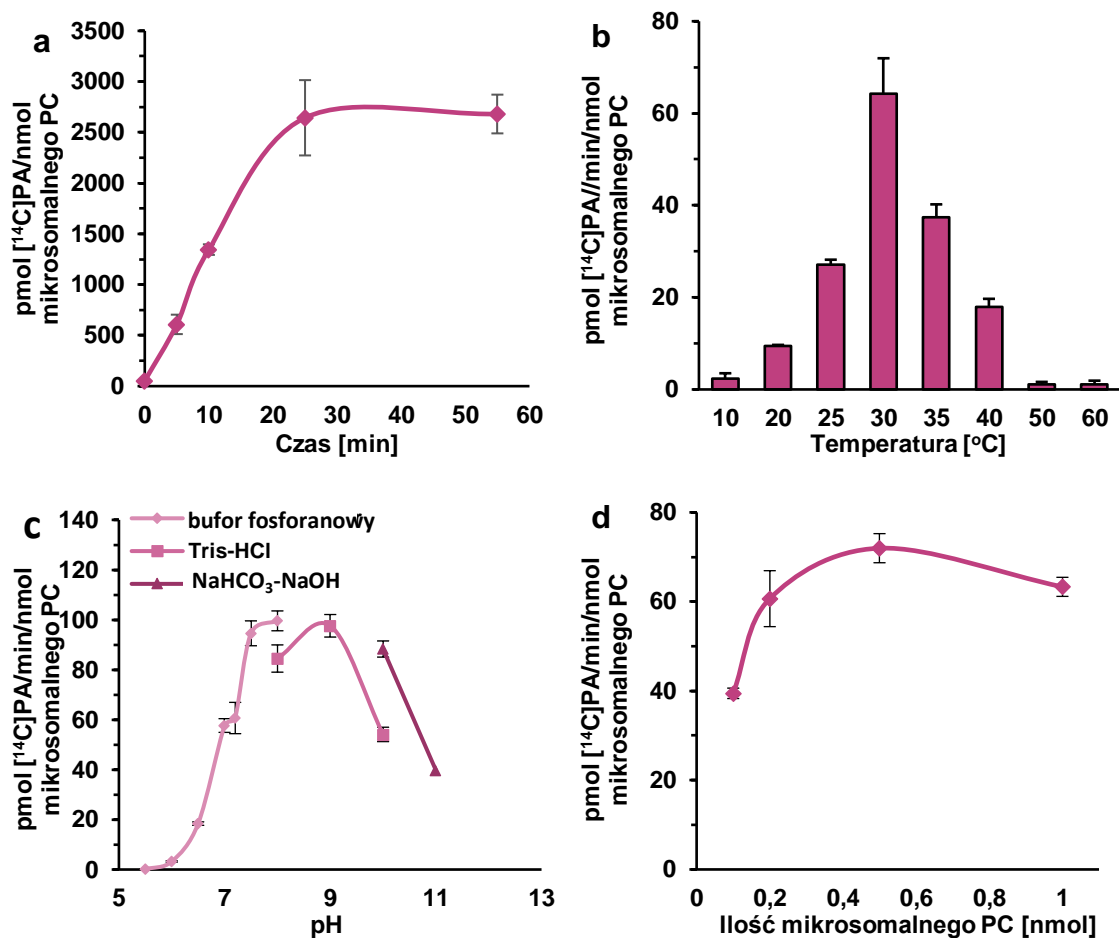 a
3500
3000
2500
2000
1500
1000
500
0
pmol [¹⁴C]PA/nmol
mikrosomalnego PC
0 10 20 30 40 50 60
Czas [min]
b
80
60
40
20
0
pmol [¹⁴C]PA//min/nmol
mikrosomalnego PC
10 20 25 30 35 40 50 60
Temperatura [°C]
c
bufor fosforanowy
Tris-HCl
NaHCO₃-NaOH
140
120
100
80
60
40
20
0
pmol [¹⁴C]PA/min/nmol
mikrosomalnego PC
5 7 9 11 13
pH
d
80
60
40
20
0
pmol [¹⁴C]PA/min/nmol
mikrosomalnego PC
0 0,2 0,4 0,6 0,8 1
Ilość mikrosomalnego PC [nmol]